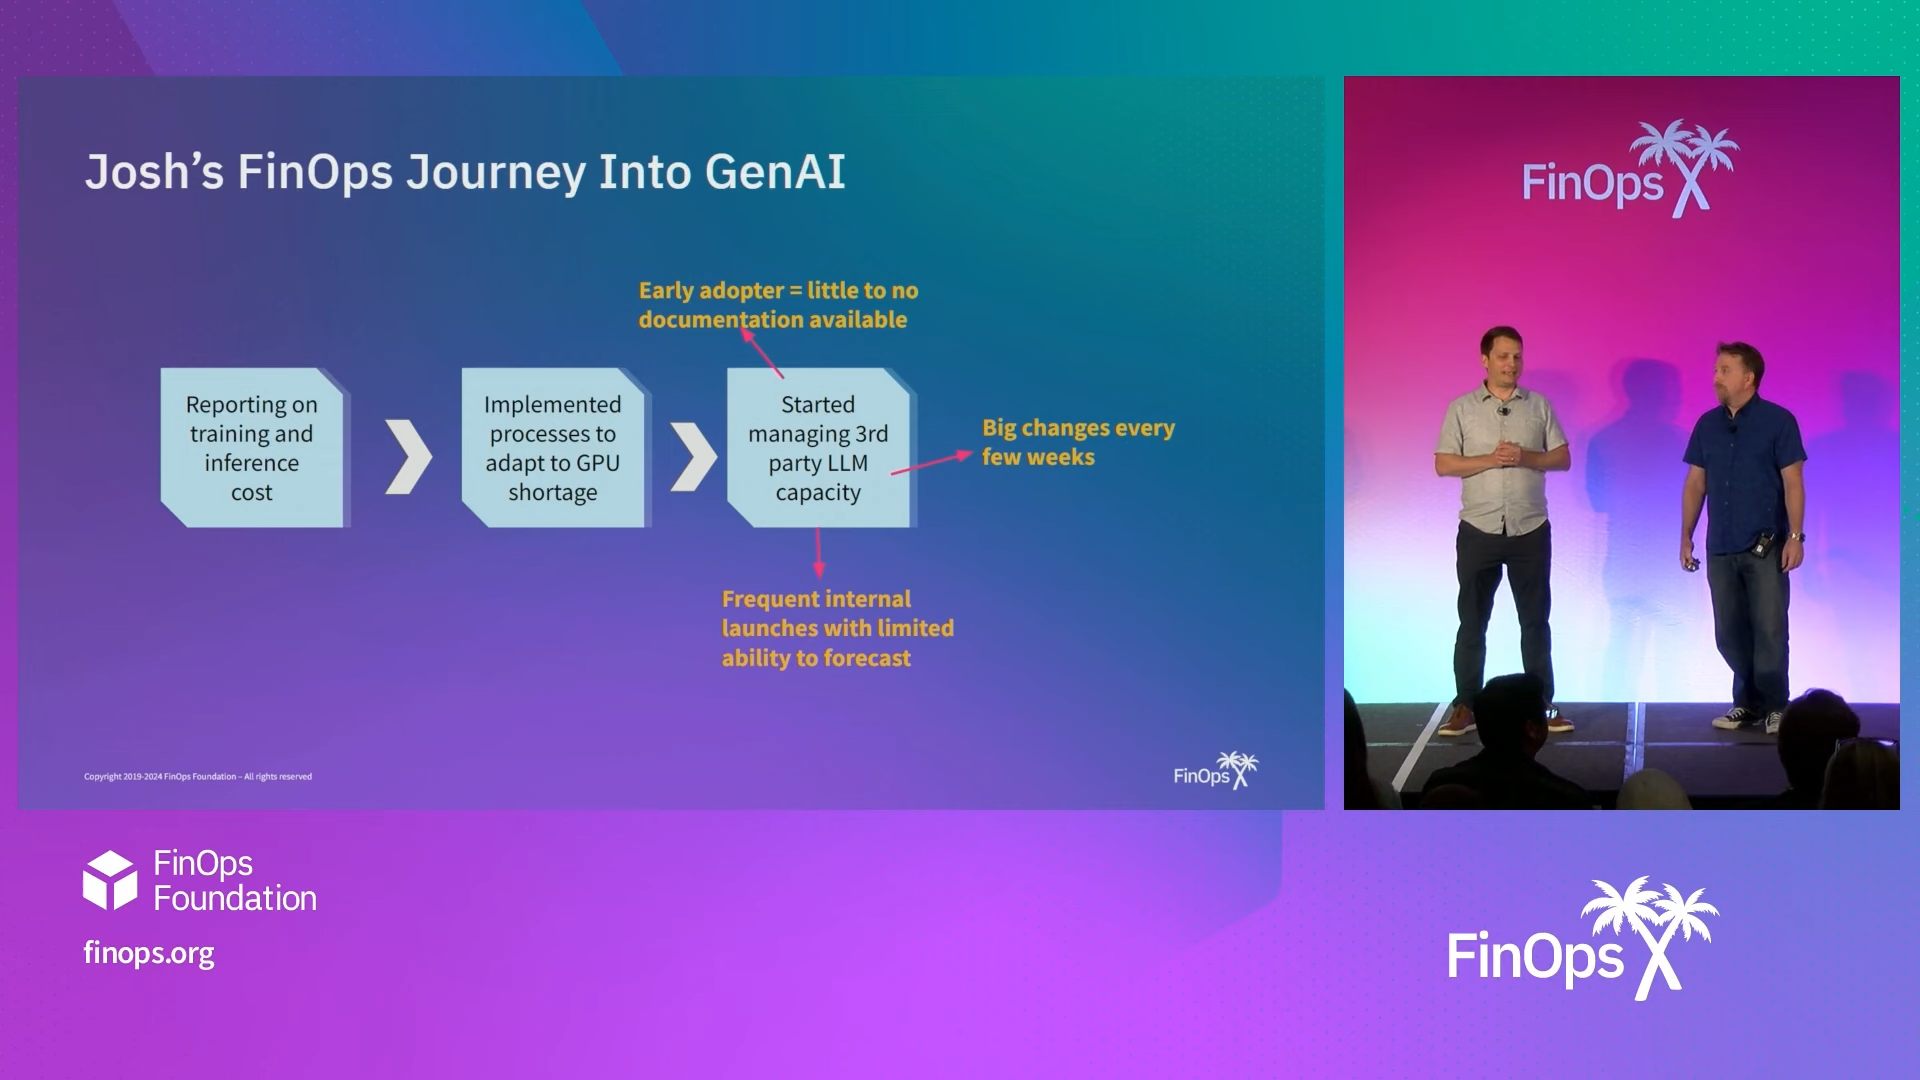 Josh's FinOps Journey Into GenAI
Early adopter = little to no
documentation available
Reporting on
training and
inference
cost
Implemented
processes to
adapt to GPU
shortage
Started
managing 3rd
party LLM
capacity
Big changes every
few weeks
Frequent internal
launches with limited
ability to forecast
Copyright 2019-2024 FinOps Foundation – All rights reserved
FinOps X
FinOps X
FinOps
Foundation
finops.org
FinOps X